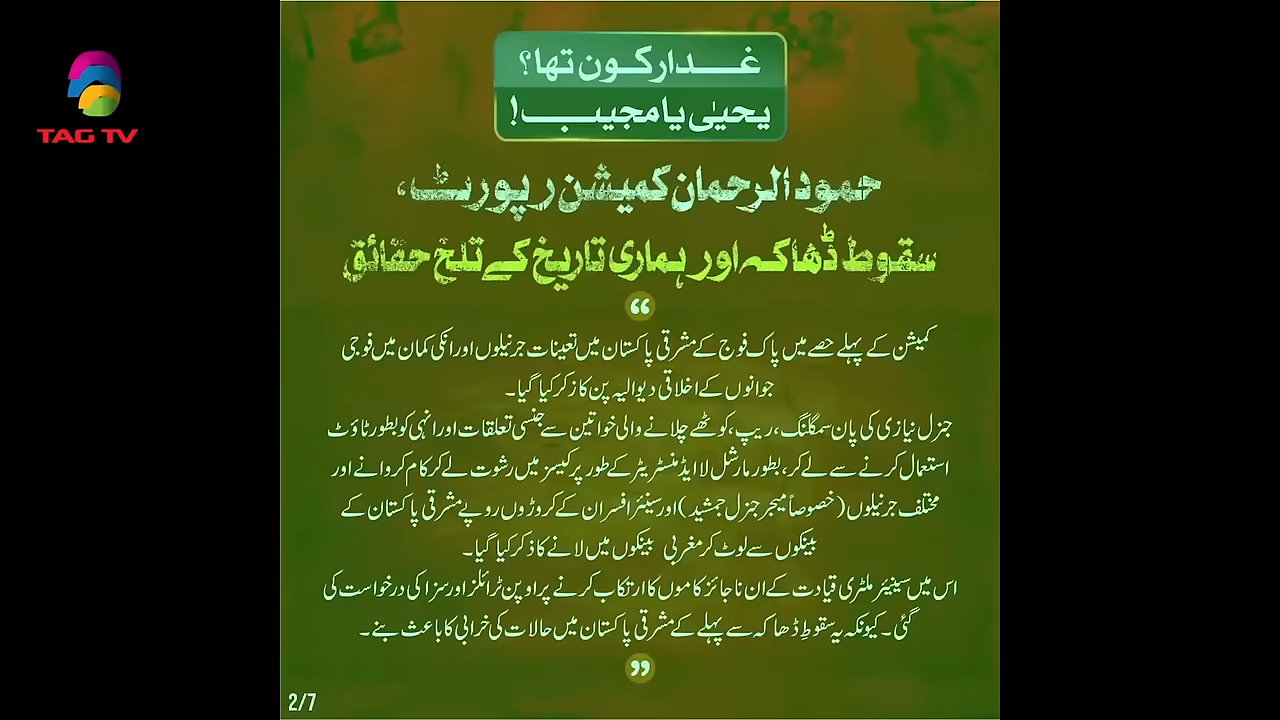 TAG TV
غدار کون تھا؟
یحییٰ یا مجیب!
حمود الرحمان کمیشن رپورٹ،
سقوط ڈھاکہ اور ہماری تاریخ کے تلخ حقائق
“
کمیشن کے پہلے حصے میں پاک فوج کے مشرقی پاکستان میں تعینات جرنیلوں اور انکی کمان میں فوجی
جوانوں کے اخلاقی دیوالیہ پن کا زکر کیا گیا۔
جنرل نیازی کی پان سمگلنگ، ریپ، کوٹھے چلانے والی خواتین سے جنسی تعلقات اور انہی کو بطور ٹاؤٹ
استعمال کرنے سے لے کر، بطور مارشل لا ایڈمنسٹریٹر کے طور پر کیسز میں رشوت لے کر کام کروانے اور
مختلف جرنیلوں (خصوصاً میجر جنرل جمشید) اور سینئر افسران کے کروڑوں روپے مشرقی پاکستان کے
بینکوں سے لوٹ کر مغربی بینکوں میں لانے کا ذکر کیا گیا۔
اس میں سینیئر ملٹری قیادت کے ان ناجائز کاموں کا ارتکاب کرنے پر اوپن ٹرائلز اور سزا کی درخواست کی
گئی۔ کیونکہ یہ سقوطِ ڈھاکہ سے پہلے کے مشرقی پاکستان میں حالات کی خرابی کا باعث بنے۔
”
2/7